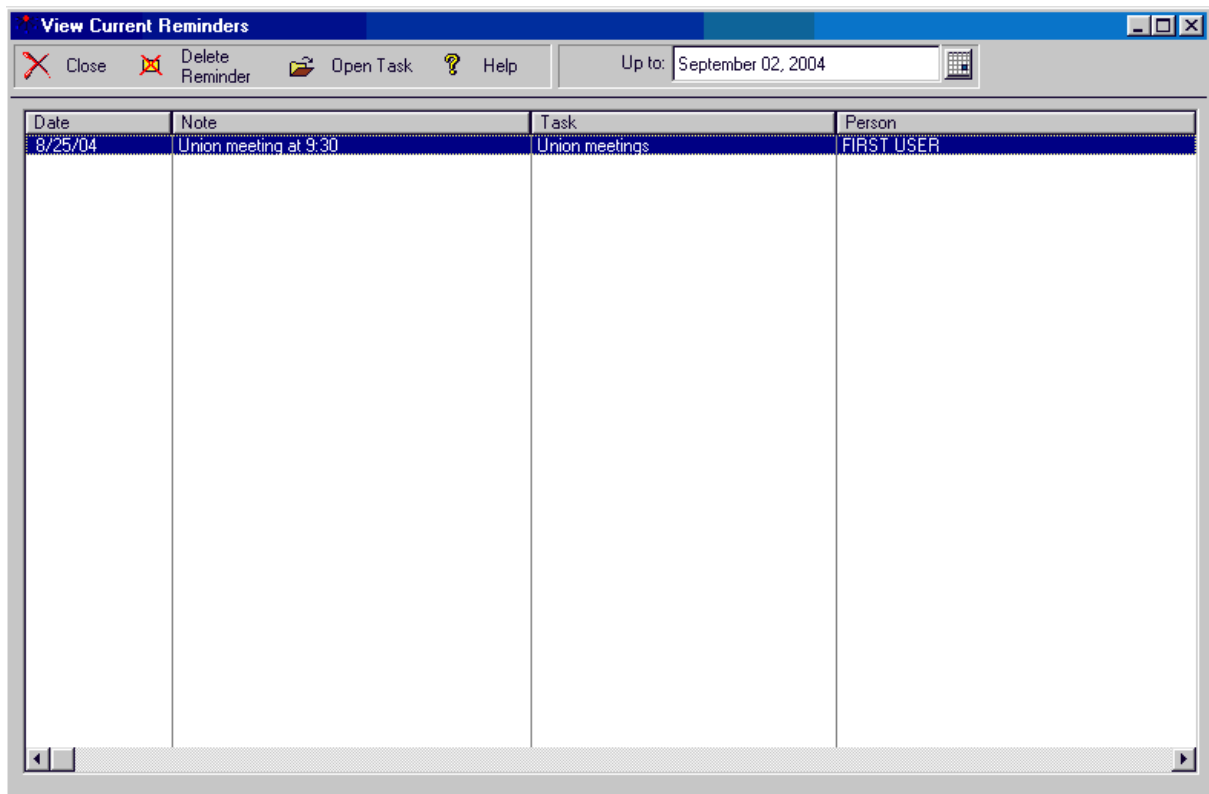 View Current Reminders
Close Delete Reminder Open Task ? Help Up to: September 02, 2004
Date Note Task Person
8/25/04 Union meeting at 9:30 Union meetings FIRST USER